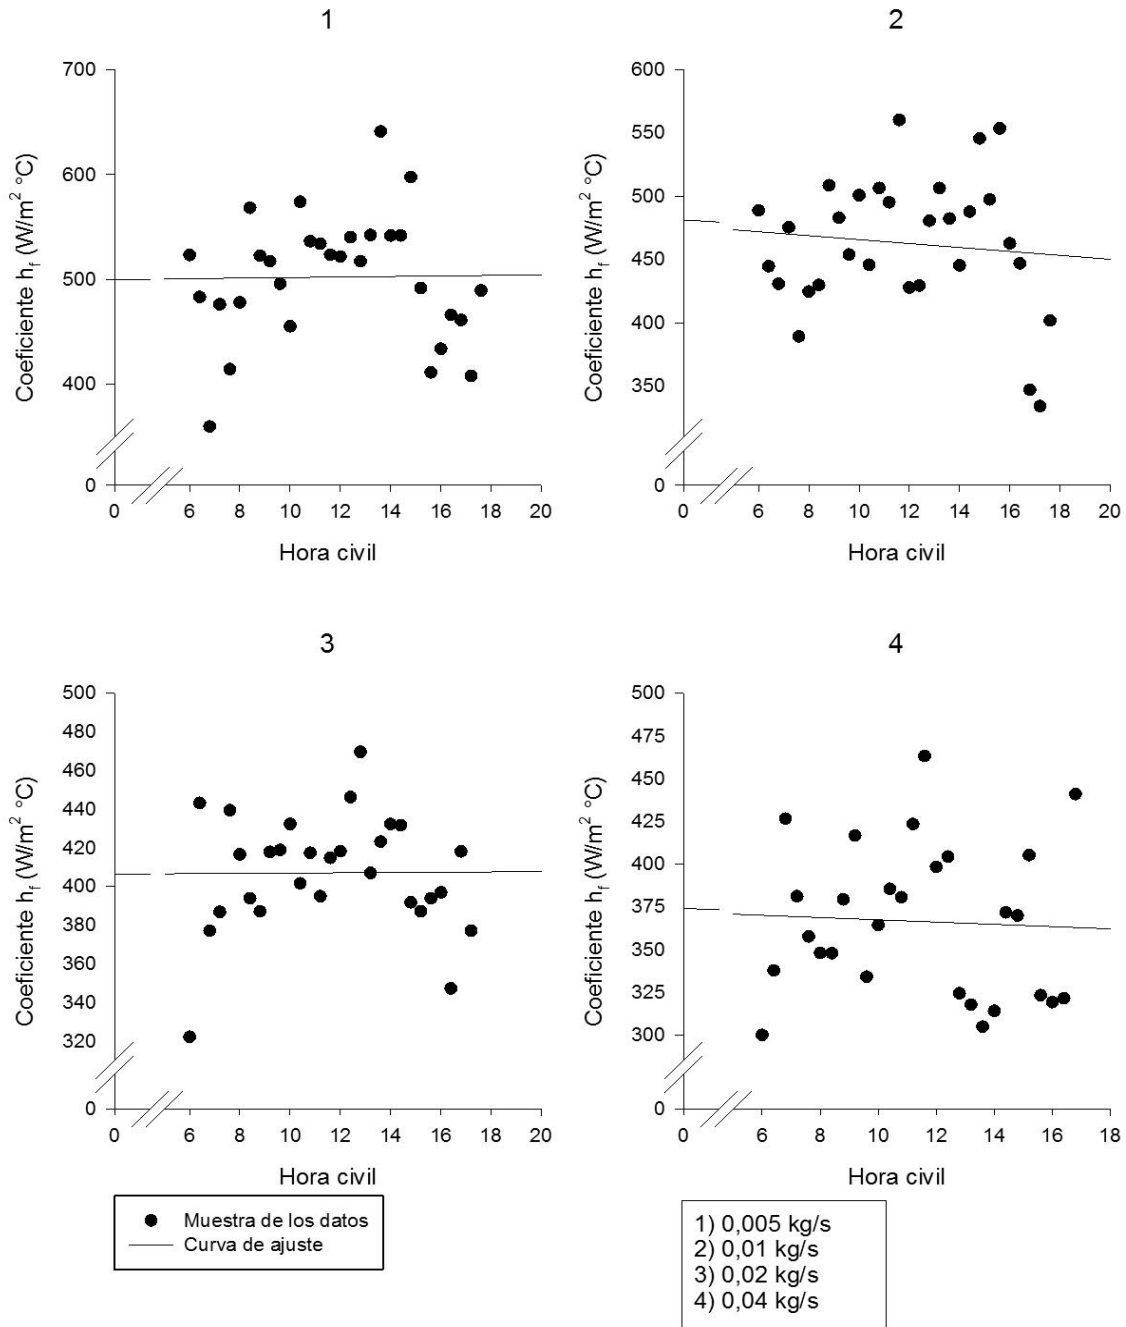 1
700
600
500
400
0
Coeficiente h_f (W/m² °C)
0 6 8 10 12 14 16 18 20
Hora civil
2
600
550
500
450
400
350
0
Coeficiente h_f (W/m² °C)
0 6 8 10 12 14 16 18 20
Hora civil
3
500
480
460
440
420
400
380
360
340
320
0
Coeficiente h_f (W/m² °C)
0 6 8 10 12 14 16 18 20
Hora civil
4
500
475
450
425
400
375
350
325
300
0
Coeficiente h_f (W/m² °C)
0 6 8 10 12 14 16 18
Hora civil
Muestra de los datos
Curva de ajuste
1) 0,005 kg/s
2) 0,01 kg/s
3) 0,02 kg/s
4) 0,04 kg/s